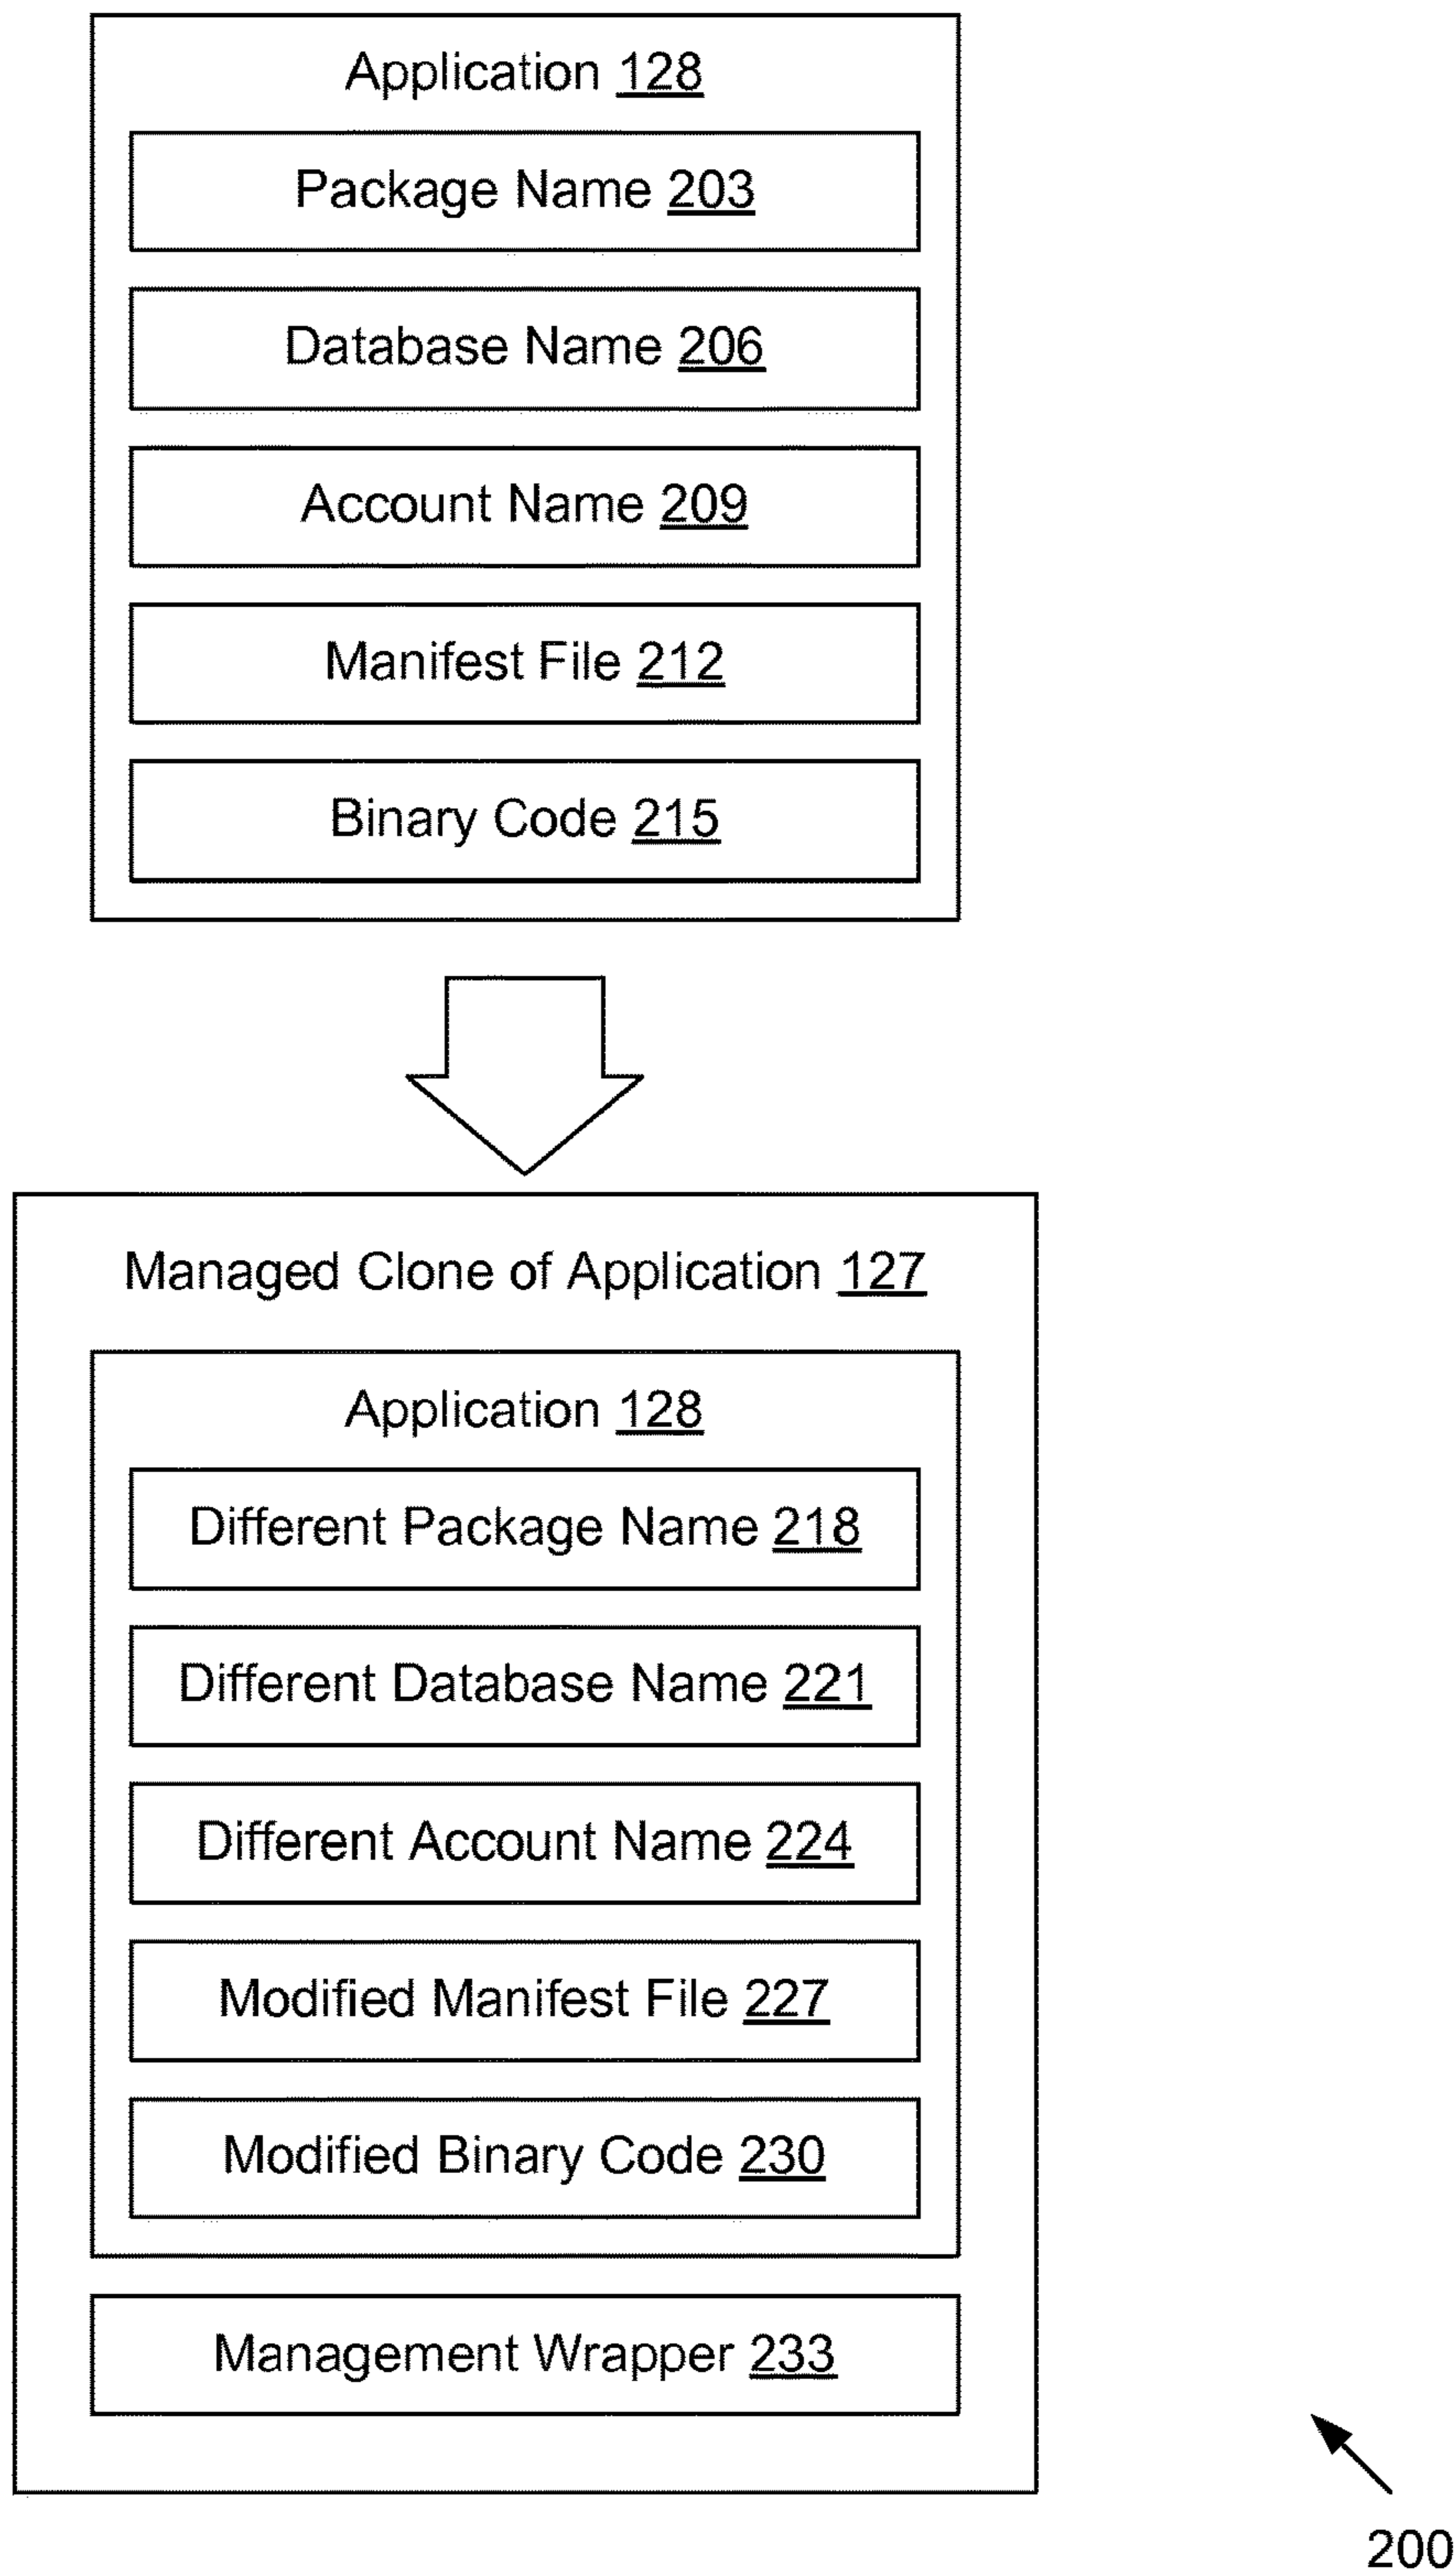 Application 128
Package Name 203
Database Name 206
Account Name 209
Manifest File 212
Binary Code 215
Managed Clone of Application 127
Application 128
Different Package Name 218
Different Database Name 221
Different Account Name 224
Modified Manifest File 227
Modified Binary Code 230
Management Wrapper 233
200